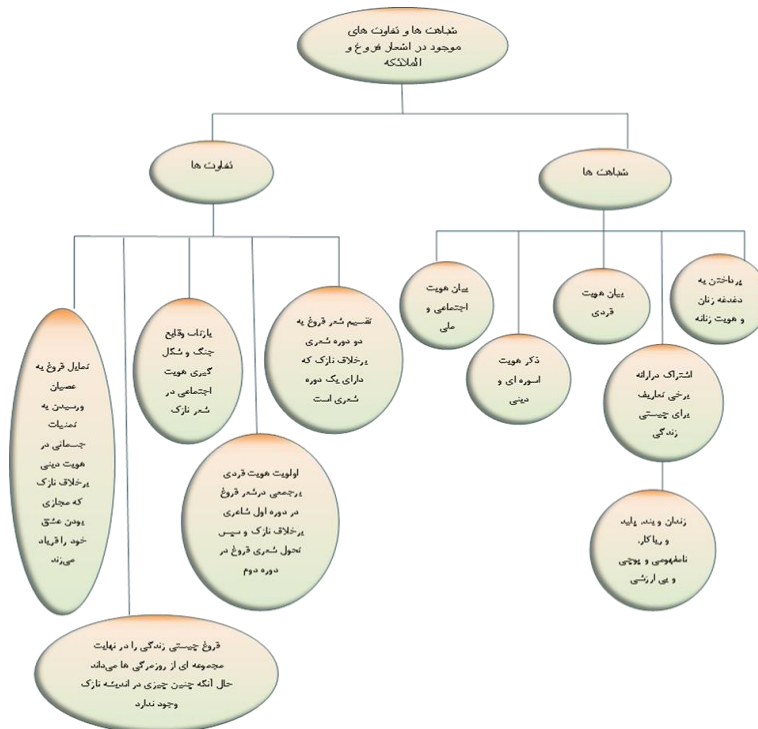 شباهت ها و تفاوت های
موجود در اشعار فروغ و
الملائکه
شباهت ها
تفاوت ها
پرداختن به
دغدغه زنان
و هویت زنانه
اشتراک درارائه
برخی تعاریف
برای چیستی
زندگی
زندان و بند، پلید
و ریاکار،
نامفهومی و پوچی
و بی ارزشی
بیان هویت
فردی
ذکر هویت
اسوره ای و
دینی
بیان هویت
اجتماعی و
ملی
تقسیم شعر فروغ به
دو دوره شعری
برخلاف نازک که
دارای یک دوره
شعری است
اولویت هویت فردی
برجمعی درشعر فروغ
در دوره اول شاعری
برخلاف نازک و سپس
تحول شعری فروغ در
دوره دوم
بازتاب وقایع
جنگ و شکل
گیری هویت
اجتماعی در
شعر نازک
فروغ چیستی زندگی را در نهایت
مجموعه ای از روزمرگی ها می‌داند
حال آنکه چنین چیزی در اندیشه نازک
وجود ندارد
تمایل فروغ به
عصیان
ورسیدن به
تمنیات
جسمانی در
هویت دینی
برخلاف نازک
که مجازی
بودن عشق
خود را فریاد
می‌زند